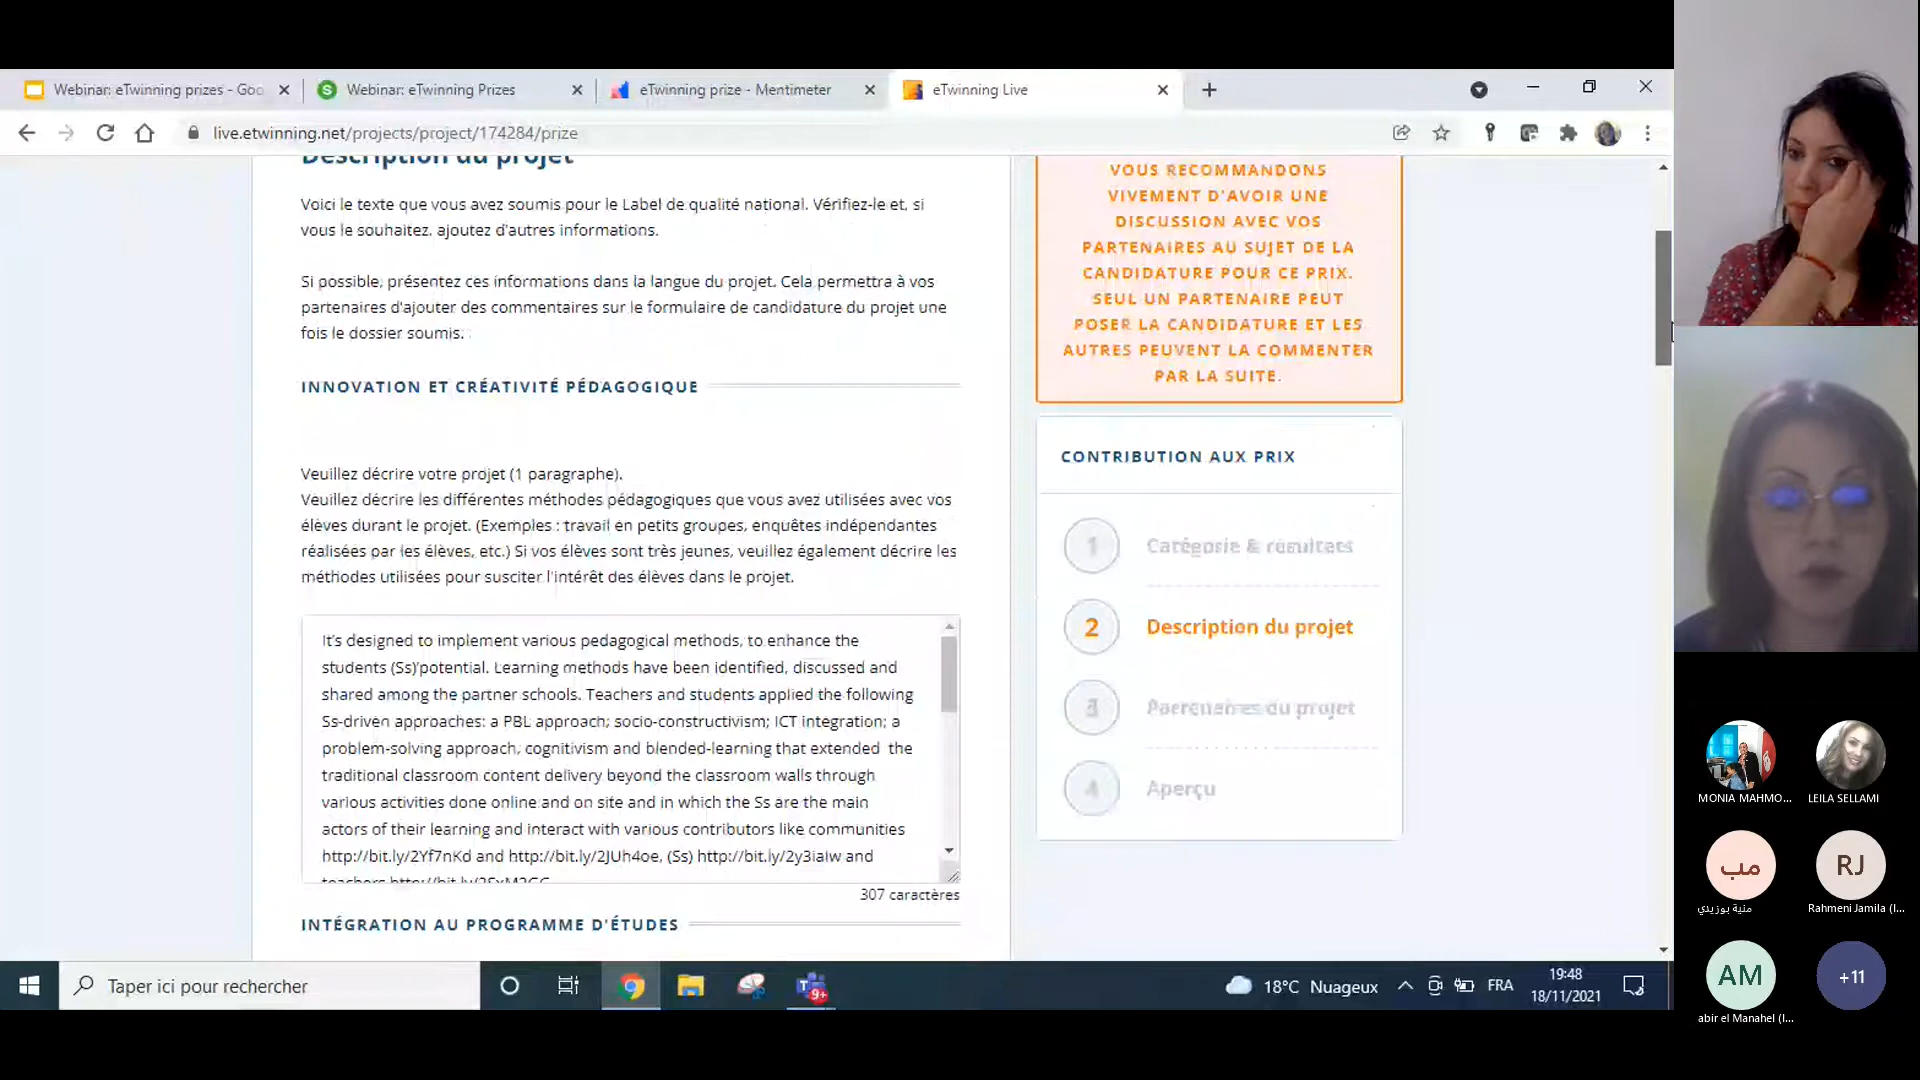 Webinar: eTwinning prizes - Goo
Webinar: eTwinning Prizes
eTwinning prize - Mentimeter
eTwinning Live
live.etwinning.net/projects/project/174284/prize
Description du projet
Voici le texte que vous avez soumis pour le Label de qualité national. Vérifiez-le et, si
vous le souhaitez, ajoutez d'autres informations.
Si possible, présentez ces informations dans la langue du projet. Cela permettra à vos
partenaires d'ajouter des commentaires sur le formulaire de candidature du projet une
fois le dossier soumis.
INNOVATION ET CRÉATIVITÉ PÉDAGOGIQUE
Veuillez décrire votre projet (1 paragraphe).
Veuillez décrire les différentes méthodes pédagogiques que vous avez utilisées avec vos
élèves durant le projet. (Exemples : travail en petits groupes, enquêtes indépendantes
réalisées par les élèves, etc.) Si vos élèves sont très jeunes, veuillez également décrire les
méthodes utilisées pour susciter l'intérêt des élèves dans le projet.
It's designed to implement various pedagogical methods, to enhance the
students (Ss)'potential. Learning methods have been identified, discussed and
shared among the partner schools. Teachers and students applied the following
Ss-driven approaches: a PBL approach; socio-constructivism; ICT integration; a
problem-solving approach, cognitivism and blended-learning that extended the
traditional classroom content delivery beyond the classroom walls through
various activities done online and on site and in which the Ss are the main
actors of their learning and interact with various contributors like communities
http://bit.ly/2Yf7nKd and http://bit.ly/2JUh4oe, (Ss) http://bit.ly/2y3iaIw and
teachers
307 caractères
INTÉGRATION AU PROGRAMME D'ÉTUDES
VOUS RECOMMANDONS
VIVEMENT D'AVOIR UNE
DISCUSSION AVEC VOS
PARTENAIRES AU SUJET DE LA
CANDIDATURE POUR CE PRIX.
SEUL UN PARTENAIRE PEUT
POSER LA CANDIDATURE ET LES
AUTRES PEUVENT LA COMMENTER
PAR LA SUITE.
CONTRIBUTION AUX PRIX
1 Catégorie & résultats
2 Description du projet
3 Partenaires du projet
4 Aperçu
MONIA MAHMO...
LEILA SELLAMI
مب
منية بوزيدي
RJ
Rahmeni Jamila (I...
AM
abir el Manahel (I...
+11
Taper ici pour rechercher
9+
18°C Nuageux
FRA
19:48
18/11/2021